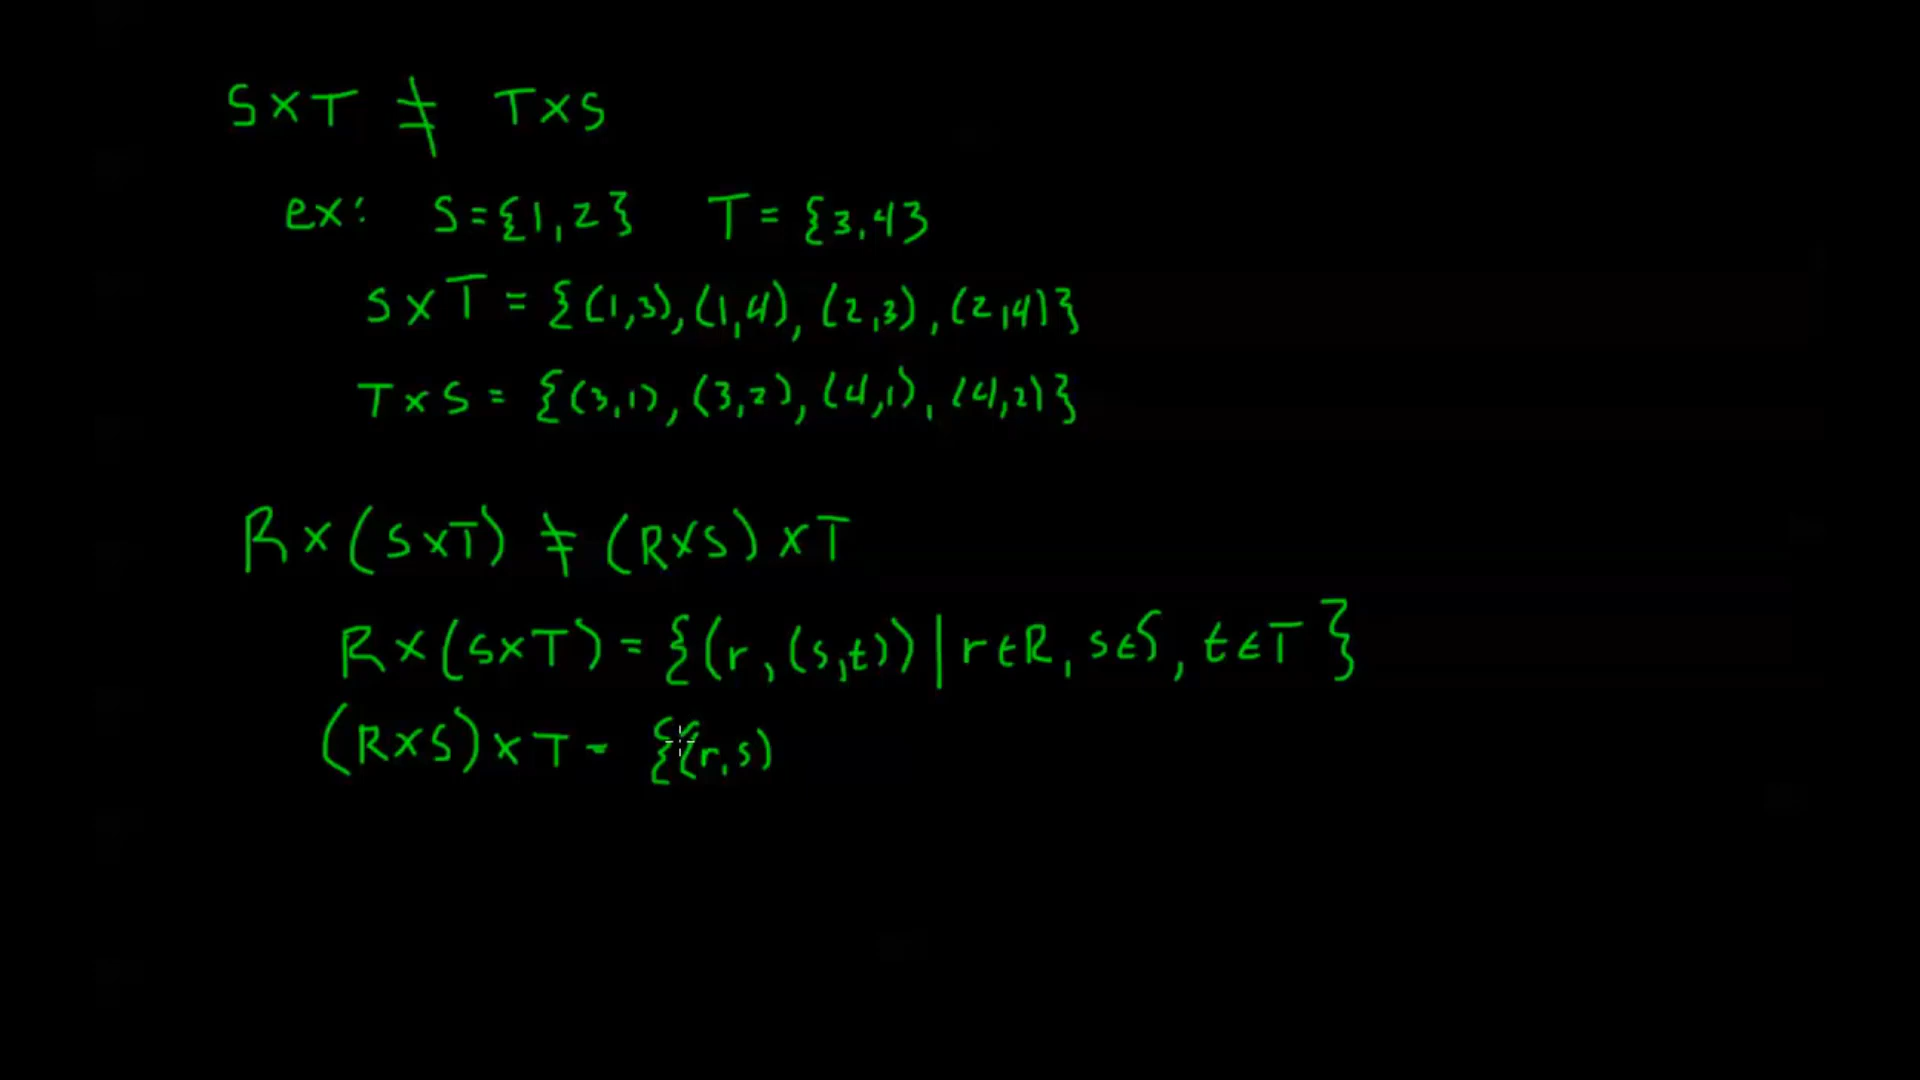 S×T ≠ T×S
ex: S={1,2} T={3,4}
S×T = {(1,3),(1,4),(2,3),(2,4)}
T×S = {(3,1),(3,2),(4,1),(4,2)}
R×(S×T) ≠ (R×S)×T
R×(S×T) = {(r,(s,t))|r∈R, s∈S, t∈T}
(R×S)×T = {(r,s)